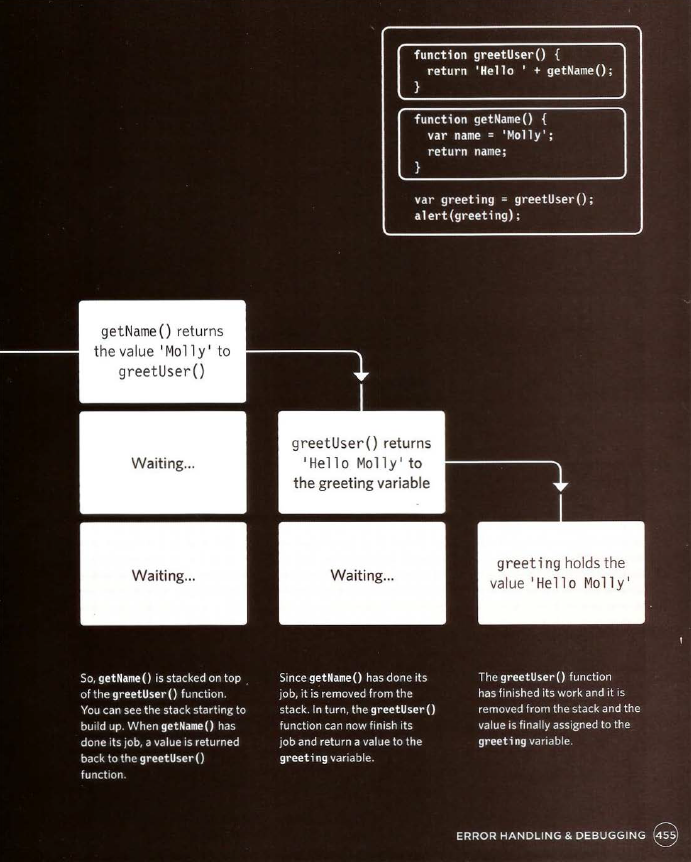 function greetUser() {
return 'Hello ' + getName();
}
function getName() {
var name = 'Molly';
return name;
}
var greeting = greetUser();
alert(greeting);
getName() returns
the value 'Molly' to
greetUser()
Waiting...
Waiting...
greetUser() returns
'Hello Molly' to
the greeting variable
Waiting...
greeting holds the
value 'Hello Molly'
So, getName() is stacked on top
of the greetUser() function.
You can see the stack starting to
build up. When getName() has
done its job, a value is returned
back to the greetUser()
function.
Since getName() has done its
job, it is removed from the
stack. In turn, the greetUser()
function can now finish its
job and return a value to the
greeting variable.
The greetUser() function
has finished its work and it is
removed from the stack and the
value is finally assigned to the
greeting variable.
ERROR HANDLING & DEBUGGING 455